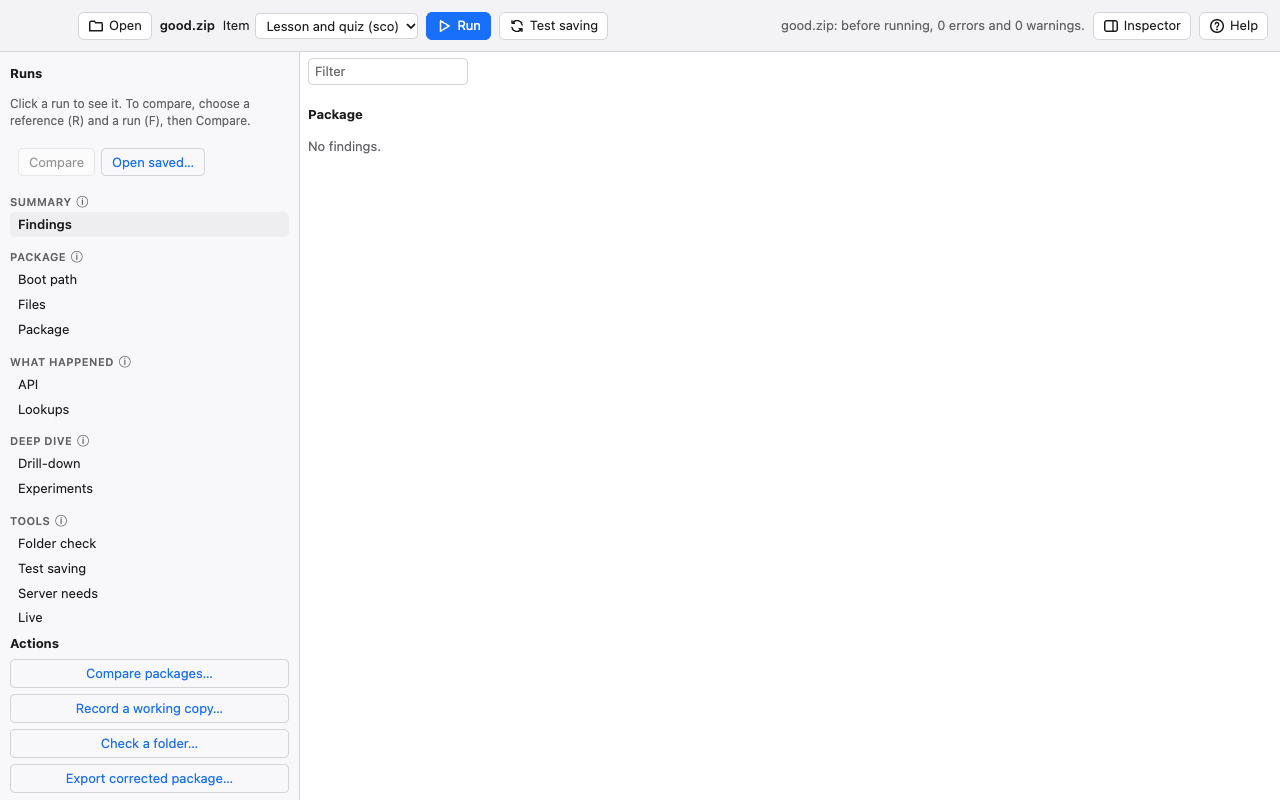 Open
good.zip
Item
Lesson and quiz (sco)
Run
Test saving
good.zip: before running, 0 errors and 0 warnings.
Inspector
Help
Runs
Click a run to see it. To compare, choose a
reference (R) and a run (F), then Compare.
Compare
Open saved...
SUMMARY
Findings
PACKAGE
Boot path
Files
Package
WHAT HAPPENED
API
Lookups
DEEP DIVE
Drill-down
Experiments
TOOLS
Folder check
Test saving
Server needs
Live
Actions
Compare packages...
Record a working copy...
Check a folder...
Export corrected package...
Filter
Package
No findings.